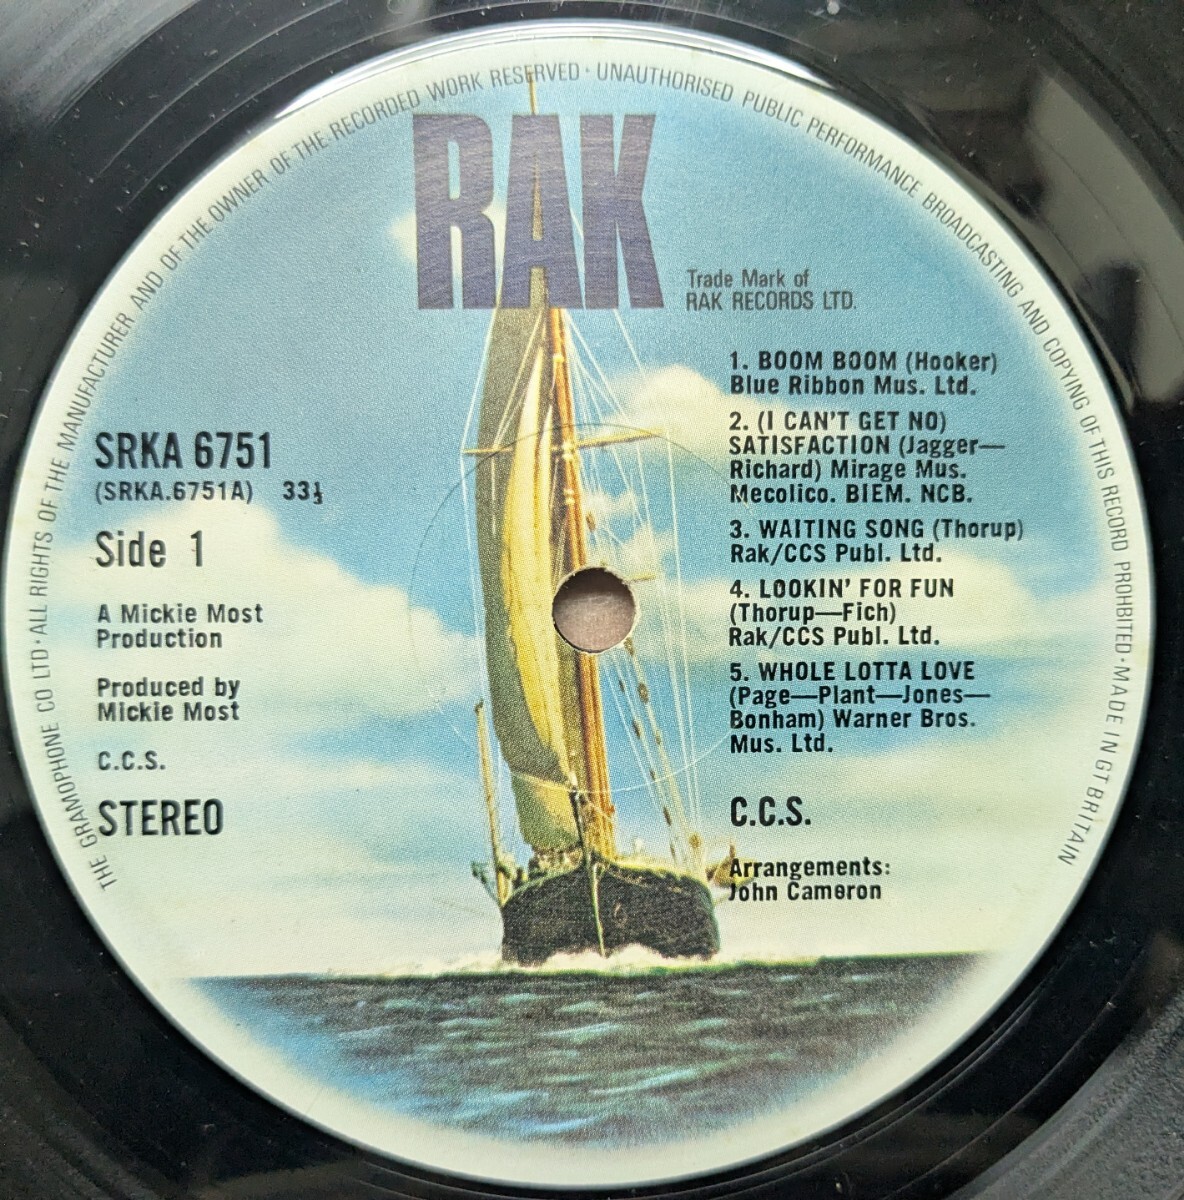 THE GRAMOPHONE CO LTD · ALL RIGHTS OF THE MANUFACTURER AND OF THE OWNER OF THE RECORDED WORK RESERVED · UNAUTHORISED PUBLIC PERFORMANCE BROADCASTING AND COPYING OF THIS RECORD PROHIBITED · MADE IN GT BRITAIN
RAK
Trade Mark of
RAK RECORDS LTD.
SRKA 6751
(SRKA.6751A) 33⅓
Side 1
A Mickie Most
Production
Produced by
Mickie Most
C.C.S.
STEREO
1. BOOM BOOM (Hooker)
Blue Ribbon Mus. Ltd.
2. (I CAN'T GET NO)
SATISFACTION (Jagger—
Richard) Mirage Mus.
Mecolico. BIEM. NCB.
3. WAITING SONG (Thorup)
Rak/CCS Publ. Ltd.
4. LOOKIN' FOR FUN
(Thorup—Fich)
Rak/CCS Publ. Ltd.
5. WHOLE LOTTA LOVE
(Page—Plant—Jones—
Bonham) Warner Bros.
Mus. Ltd.
C.C.S.
Arrangements:
John Cameron